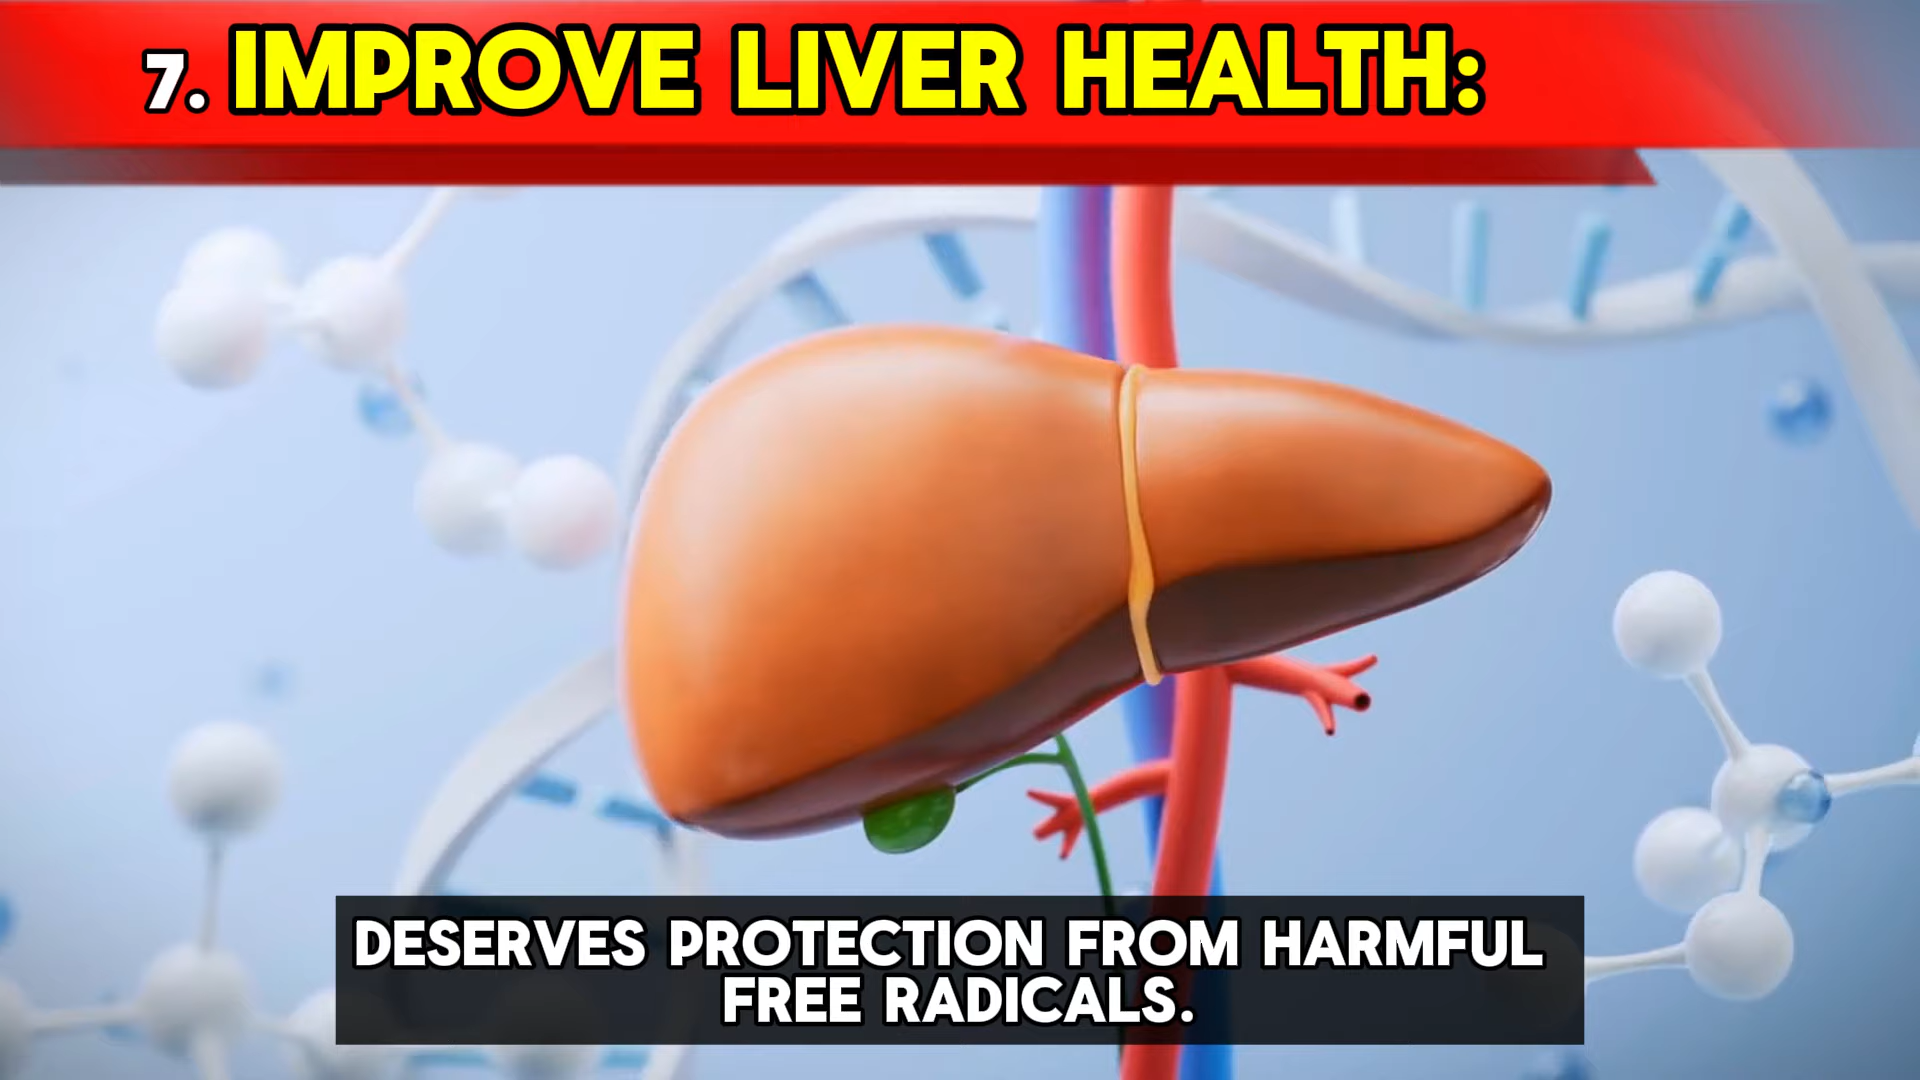 7. IMPROVE LIVER HEALTH:
DESERVES PROTECTION FROM HARMFUL
FREE RADICALS.